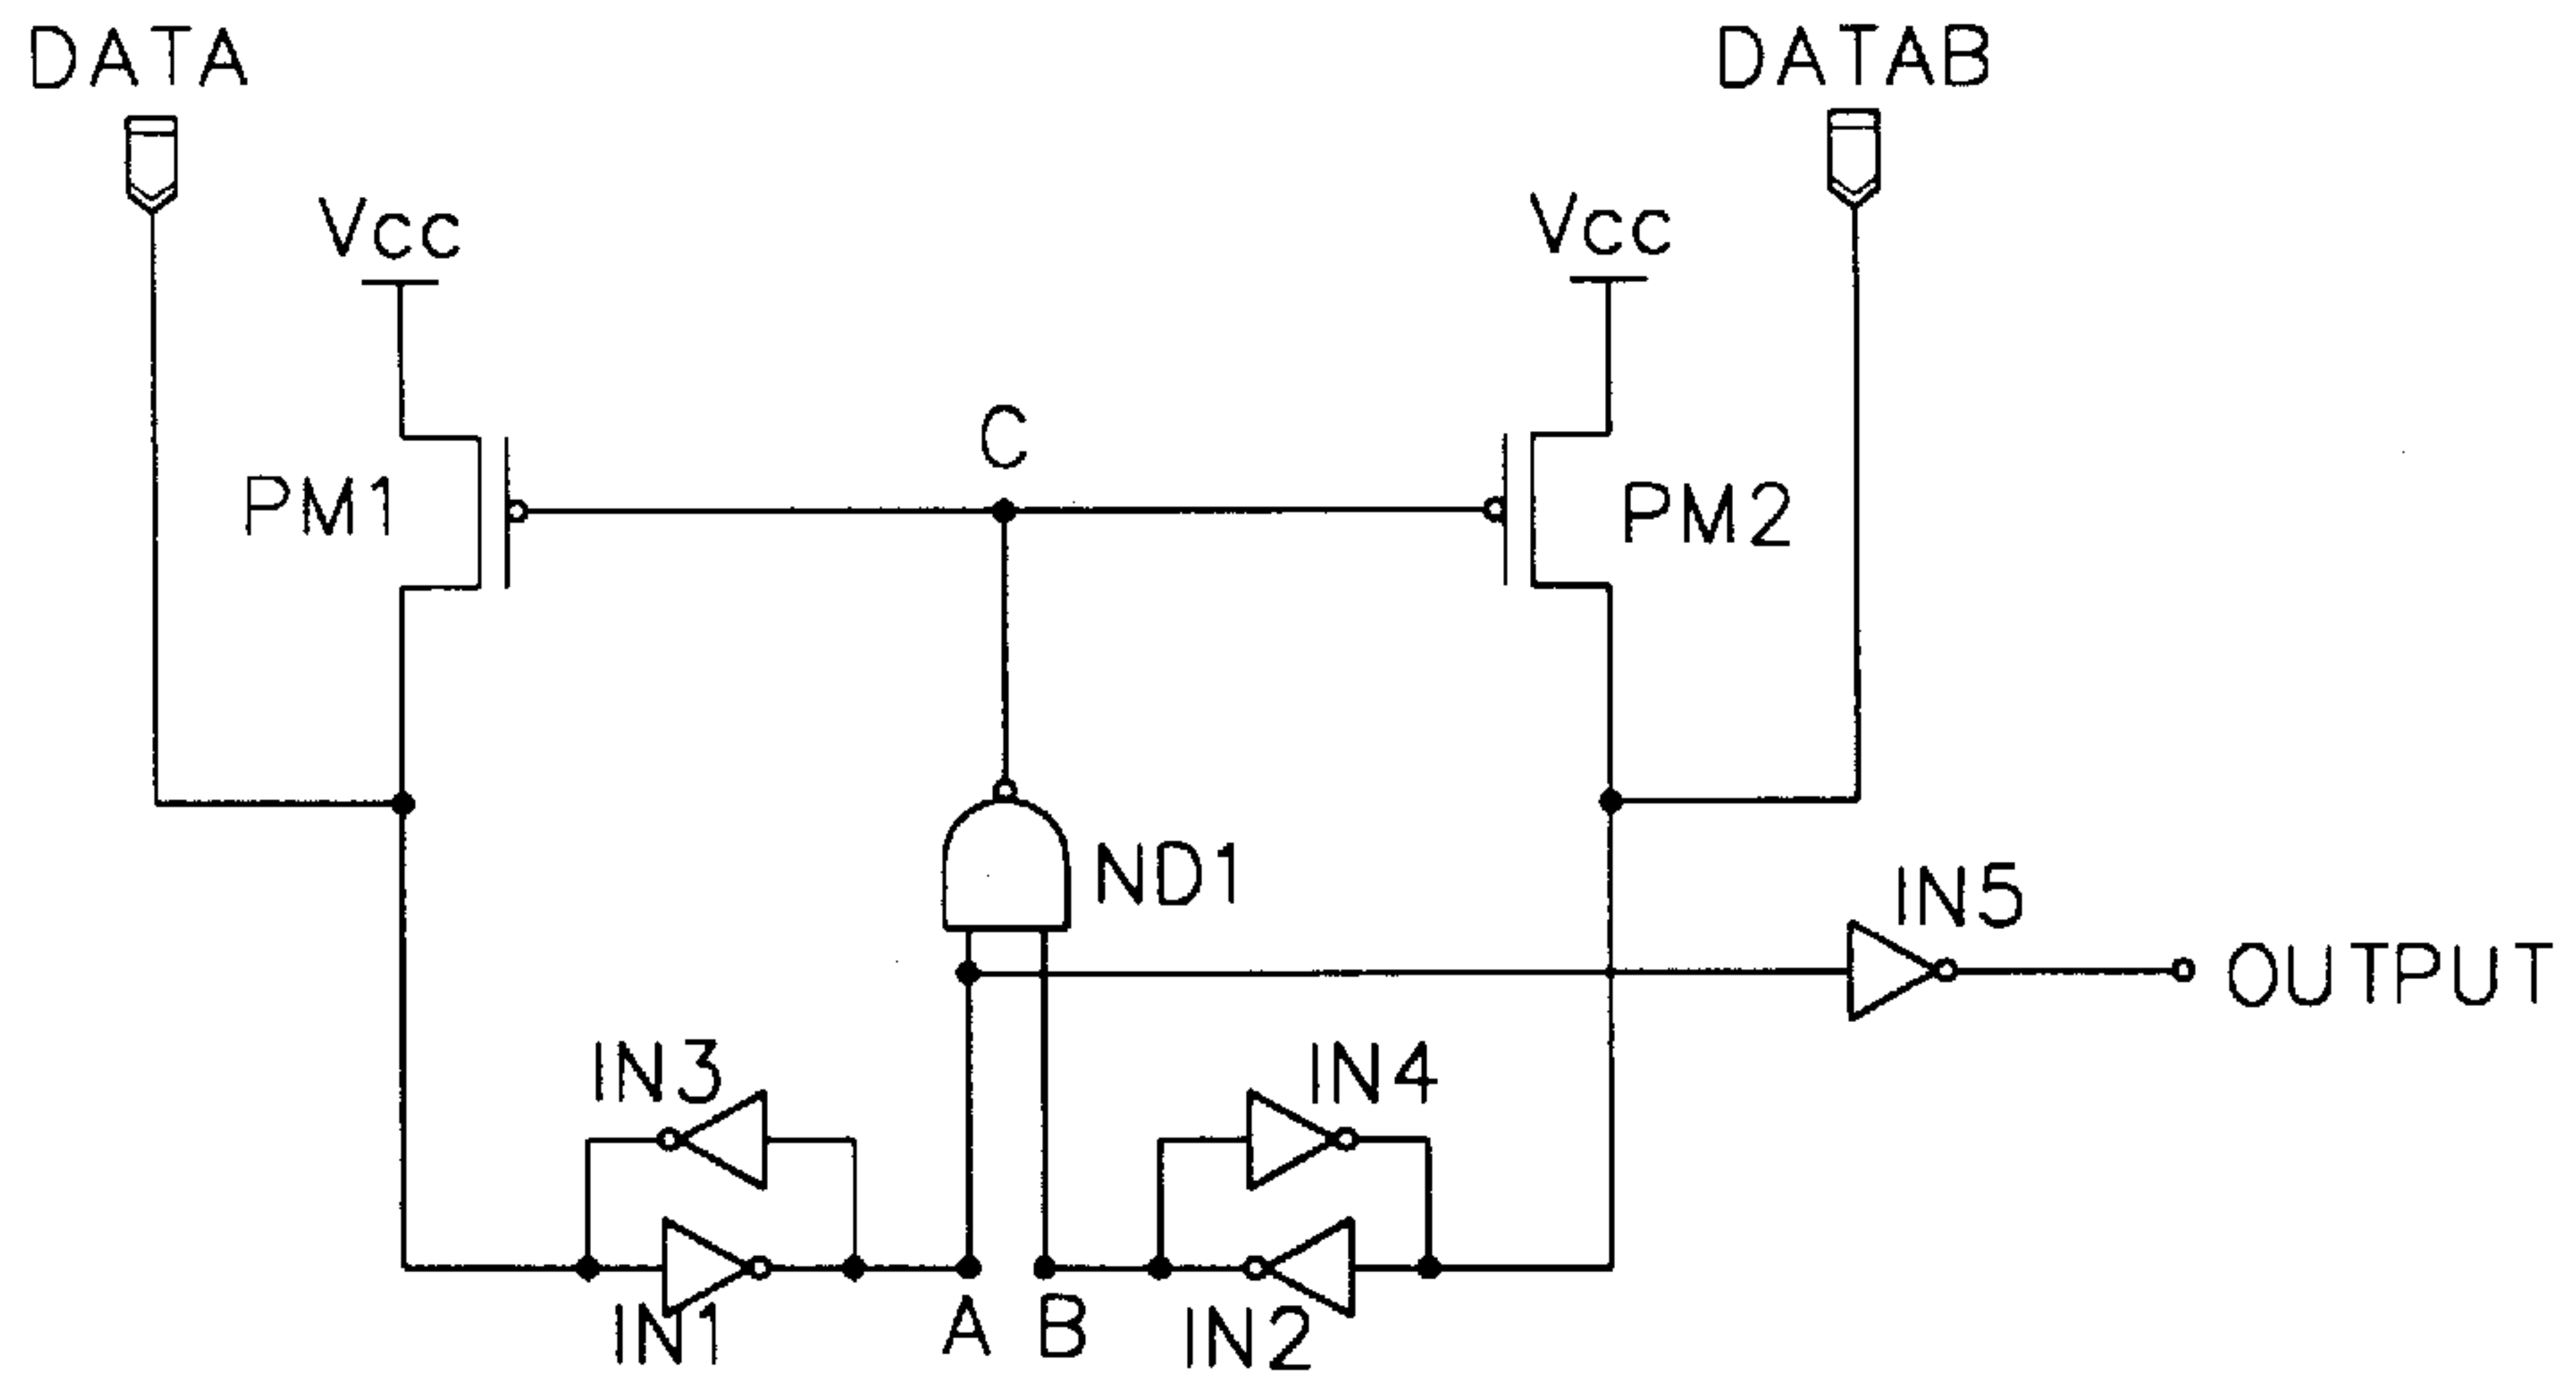 DATA
DATAB
Vcc
Vcc
C
PM1
PM2
ND1
IN5
OUTPUT
IN3
IN4
IN1
A
B
IN2